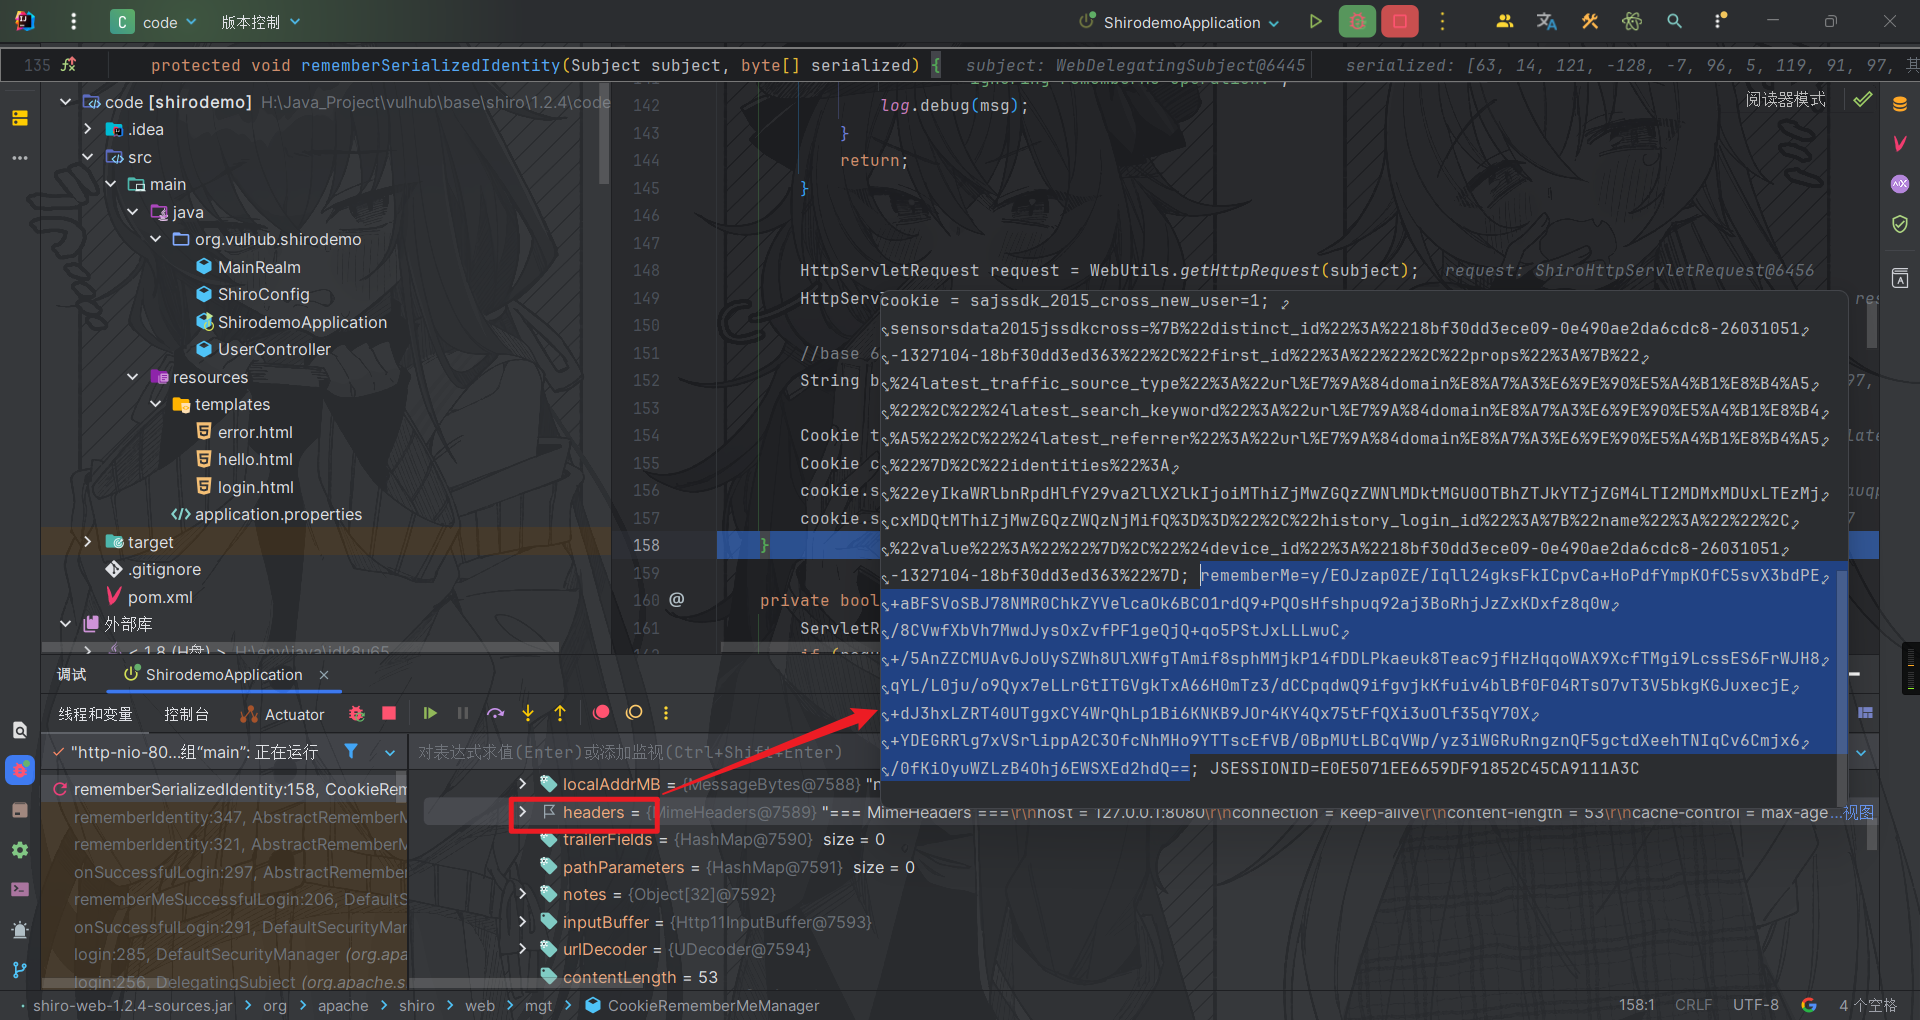 C code 版本控制 ShirodemoApplication
135 protected void rememberSerializedIdentity(Subject subject, byte[] serialized) { subject: WebDelegatingSubject@6445 serialized: [63, 14, 121, -128, -7, 96, 5, 119, 91, 97, 其
阅读器模式
code [shirodemo] H:\Java_Project\vulhub\base\shiro\1.2.4\code
.idea
src
main
java
org.vulhub.shirodemo
MainRealm
ShiroConfig
ShirodemoApplication
UserController
resources
templates
error.html
hello.html
login.html
application.properties
target
.gitignore
pom.xml
外部库
< 1.8 (H盘) > H:\env\java\jdk8u65
142 log.debug(msg);
143 }
144 return;
145 }
146
147
148 HttpServletRequest request = WebUtils.getHttpRequest(subject); request: ShiroHttpServletRequest@6456
149 HttpServ
150
151 //base 6
152 String b
153
154 Cookie t
155 Cookie c
156 cookie.s
157 cookie.s
158 }
159
160 @ private bool
161 ServletR
cookie = sajssdk_2015_cross_new_user=1;
sensorsdata2015jssdkcross=%7B%22distinct_id%22%3A%2218bf30dd3ece09-0e490ae2da6cdc8-26031051
-1327104-18bf30dd3ed363%22%2C%22first_id%22%3A%22%22%2C%22props%22%3A%7B%22
%24latest_traffic_source_type%22%3A%22url%E7%9A%84domain%E8%A7%A3%E6%9E%90%E5%A4%B1%E8%B4%A5
%22%2C%22%24latest_search_keyword%22%3A%22url%E7%9A%84domain%E8%A7%A3%E6%9E%90%E5%A4%B1%E8%B4
%A5%22%2C%22%24latest_referrer%22%3A%22url%E7%9A%84domain%E8%A7%A3%E6%9E%90%E5%A4%B1%E8%B4%A5
%22%7D%2C%22identities%22%3A
%22eyIkaWRlbnRpdHlfY29va2llX2lkIjoiMThiZjMwZGQzZWNlMDktMGU0OTBhZTJkYTZjZGM4LTI2MDMxMDUxLTEzMj
cxMDQtMThiZjMwZGQzZWQzNjMifQ%3D%3D%22%2C%22history_login_id%22%3A%7B%22name%22%3A%22%22%2C
%22value%22%3A%22%22%7D%2C%22%24device_id%22%3A%2218bf30dd3ece09-0e490ae2da6cdc8-26031051
-1327104-18bf30dd3ed363%22%7D; rememberMe=y/EOJzap0ZE/Iqll24gksFkICpvCa+HoPdfYmpKOfC5svX3bdPE
+aBFSVoSBJ78NMR0ChkZYVelcaOk6BCO1rdQ9+PQOsHfshpuq92aj3BoRhjJzZxKDxfz8q0w
/8CVwfXbVh7MwdJysOxZvfPF1geQjQ+qo5PStJxLLLwuC
+/5AnZZCMUAvGJoUySZWh8UlXWfgTAmif8sphMMjkP14fDDLPkaeuk8Teac9jfHzHqqoWAX9XcfTMgi9LcssES6FrWJH8
qYL/L0ju/o9Qyx7eLLrGtITGVgkTxA66H0mTz3/dCCpqdwQ9ifgvjkKfuiv4blBf0F04RTsO7vT3V5bkgKGJuxecjE
+dJ3hxLZRT40UTggxCY4WrQhLp1Bi6KNKB9JOr4KY4Qx75tFfQXi3uOlf35qY70X
+YDEGRRlg7xVSrlippA2C3OfcNhMHo9YTTscEfVB/0BpMUtLBCqVWp/yz3iWGRuRngznQF5gctdXeehTNIqCv6Cmjx6
/0fKiOyuWZLzB4Ohj6EWSXEd2hdQ==; JSESSIONID=E0E5071EE6659DF91852C45CA9111A3C
调试 ShirodemoApplication
线程和变量 控制台 Actuator
"http-nio-80...组"main": 正在运行
对表达式求值(Enter)或添加监视(Ctrl+Shift+Enter)
rememberSerializedIdentity:158, CookieRem
rememberIdentity:347, AbstractRememberM
rememberIdentity:321, AbstractRememberM
onSuccessfulLogin:297, AbstractRemember
rememberMeSuccessfulLogin:206, DefaultS
onSuccessfulLogin:291, DefaultSecurityMar
login:285, DefaultSecurityManager (org.apa
login:256, DelegatingSubject (org.apache.s
localAddrMB = {MessageBytes@7588} "n
headers = {MimeHeaders@7589} "=== MimeHeaders ===\r\nhost = 127.0.0.1:8080\r\nconnection = keep-alive\r\ncontent-length = 53\r\ncache-control = max-age...视图
trailerFields = {HashMap@7590} size = 0
pathParameters = {HashMap@7591} size = 0
notes = {Object[32]@7592}
inputBuffer = {Http11InputBuffer@7593}
urlDecoder = {UDecoder@7594}
contentLength = 53
shiro-web-1.2.4-sources.jar > org > apache > shiro > web > mgt > CookieRememberMeManager
158:1 CRLF UTF-8 4 个空格